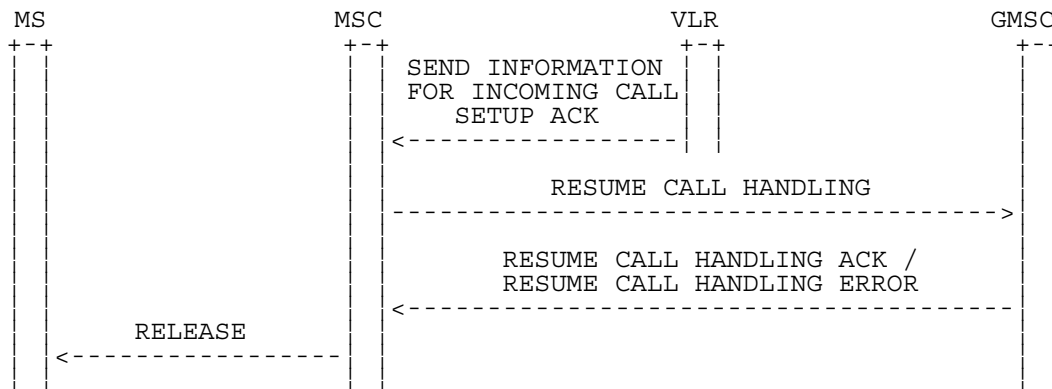 MS MSC VLR GMSC
SEND INFORMATION
FOR INCOMING CALL
SETUP ACK
RESUME CALL HANDLING
RESUME CALL HANDLING ACK /
RESUME CALL HANDLING ERROR
RELEASE